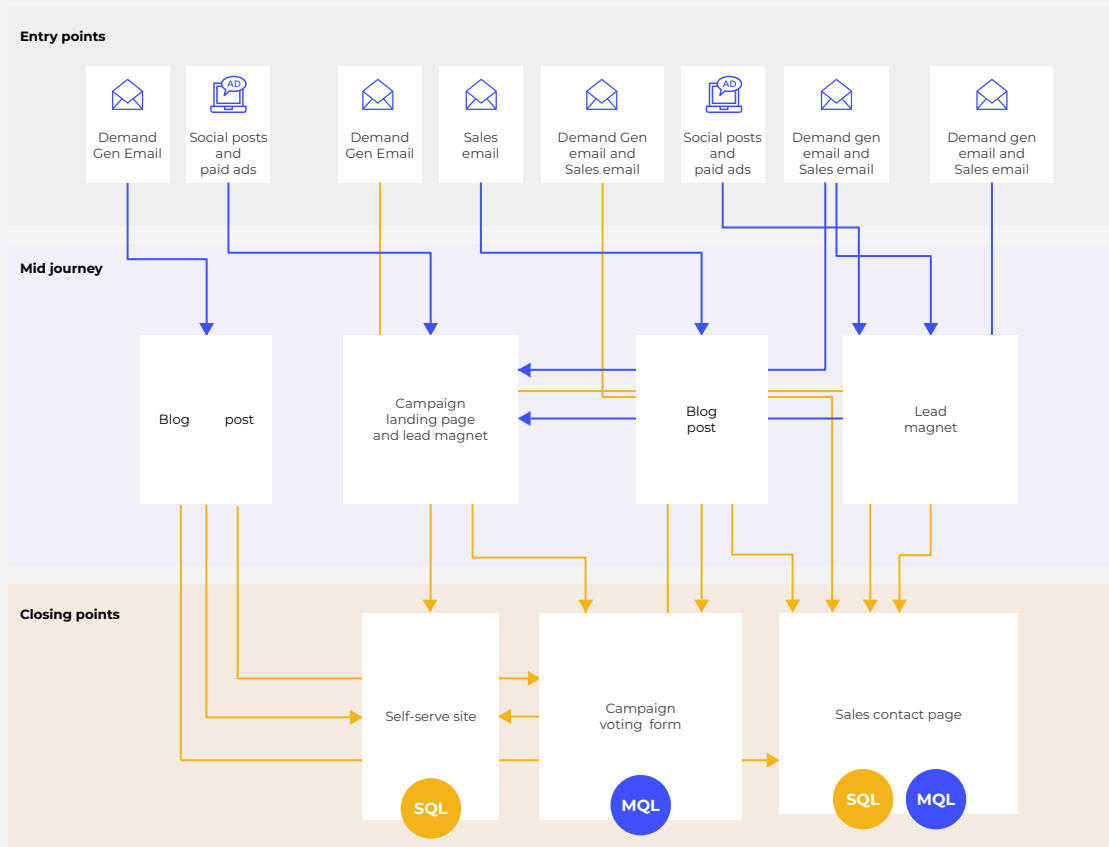 Entry points
AD
AD
Demand
Gen Email
Social posts
and
paid ads
Demand
Gen Email
Sales
email
Demand Gen
email and
Sales email
Social posts
and
paid ads
Demand gen
email and
Sales email
Demand gen
email and
Sales email
Mid journey
Blog post
Campaign
landing page
and lead magnet
Blog
post
Lead
magnet
Closing points
Self-serve site
SQL
Campaign
voting form
MQL
Sales contact page
SQL
MQL